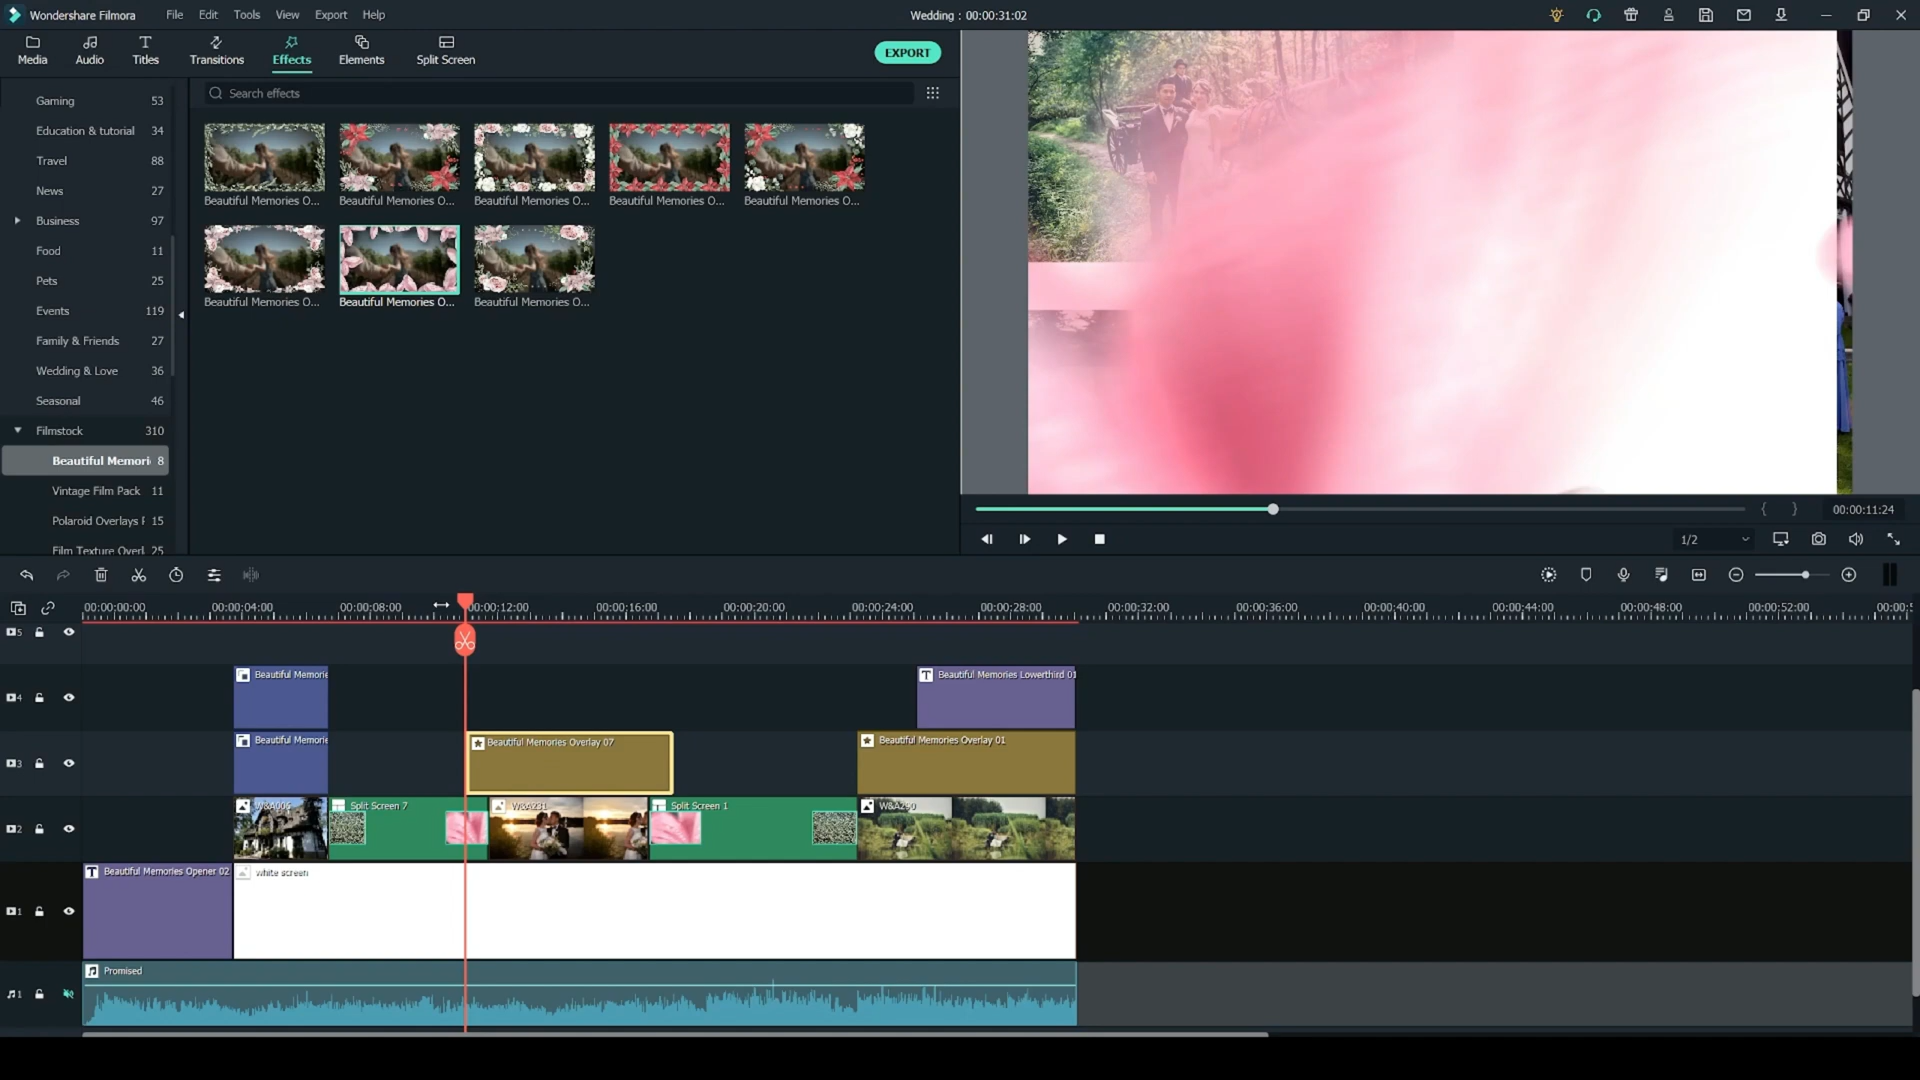 Wondershare Filmora
File Edit Tools View Export Help
Wedding : 00:00:31:02
Media Audio Titles Transitions Effects Elements Split Screen
EXPORT
Search effects
Gaming 53
Education & tutorial 34
Travel 88
News 27
Business 97
Food 11
Pets 25
Events 119
Family & Friends 27
Wedding & Love 36
Seasonal 46
Filmstock 310
Beautiful Memori 8
Vintage Film Pack 11
Polaroid Overlays 15
Film Texture Overl 25
Beautiful Memories O... Beautiful Memories O... Beautiful Memories O... Beautiful Memories O... Beautiful Memories O...
Beautiful Memories O... Beautiful Memories O... Beautiful Memories O...
00:00:11:24
1/2
00:00:00:00 00:00:04:00 00:00:08:00 00:00:12:00 00:00:16:00 00:00:20:00 00:00:24:00 00:00:28:00 00:00:32:00 00:00:36:00 00:00:40:00 00:00:44:00 00:00:48:00 00:00:52:00
5
4
Beautiful Memorie
Beautiful Memories Lowerthird 01
3
Beautiful Memorie
Beautiful Memories Overlay 07
Beautiful Memories Overlay 01
2
W&A006 Split Screen 7 W&A231 Split Screen 1 W&A290
1
Beautiful Memories Opener 02
white screen
1
Promised